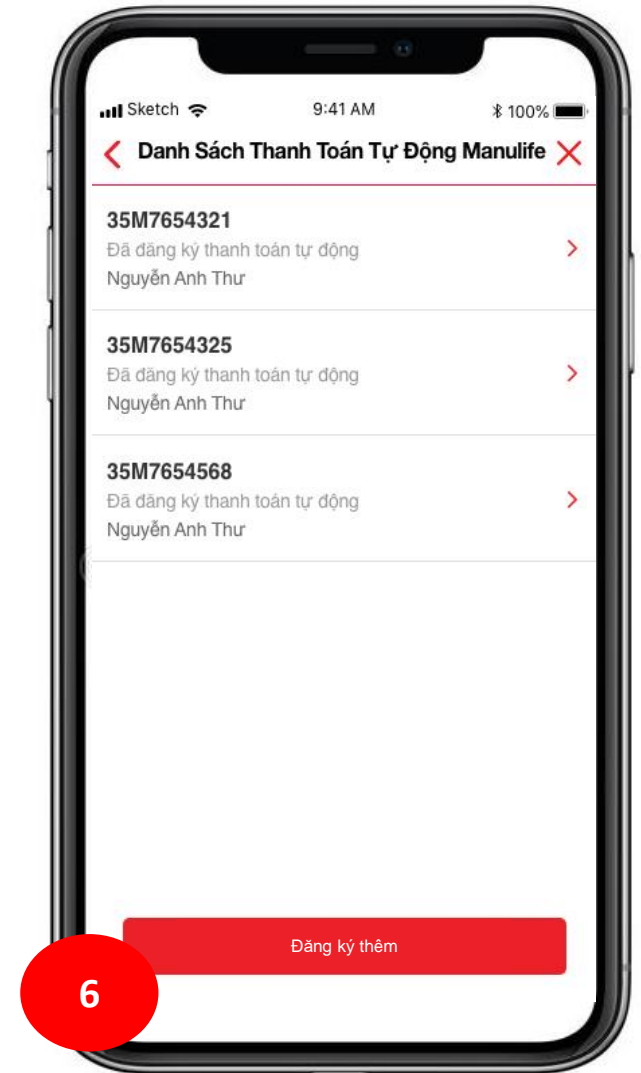 Sketch 9:41 AM 100%
Danh Sách Thanh Toán Tự Động Manulife
35M7654321
Đã đăng ký thanh toán tự động
Nguyễn Anh Thư
35M7654325
Đã đăng ký thanh toán tự động
Nguyễn Anh Thư
35M7654568
Đã đăng ký thanh toán tự động
Nguyễn Anh Thư
Đăng ký thêm
6